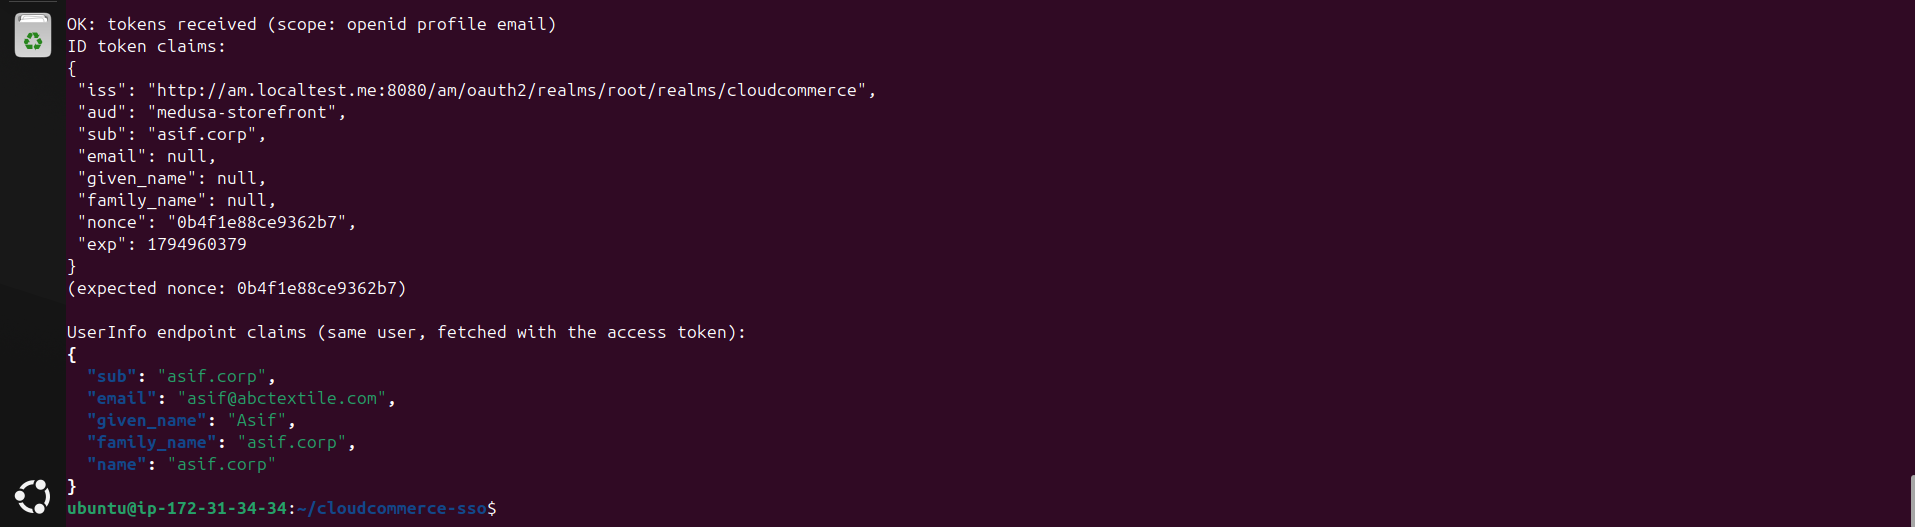 OK: tokens received (scope: openid profile email)
ID token claims:
{
 "iss": "http://am.localtest.me:8080/am/oauth2/realms/root/realms/cloudcommerce",
 "aud": "medusa-storefront",
 "sub": "asif.corp",
 "email": null,
 "given_name": null,
 "family_name": null,
 "nonce": "0b4f1e88ce9362b7",
 "exp": 1794960379
}
(expected nonce: 0b4f1e88ce9362b7)

UserInfo endpoint claims (same user, fetched with the access token):
{
  "sub": "asif.corp",
  "email": "asif@abctextile.com",
  "given_name": "Asif",
  "family_name": "asif.corp",
  "name": "asif.corp"
}
ubuntu@ip-172-31-34-34:~/cloudcommerce-sso$